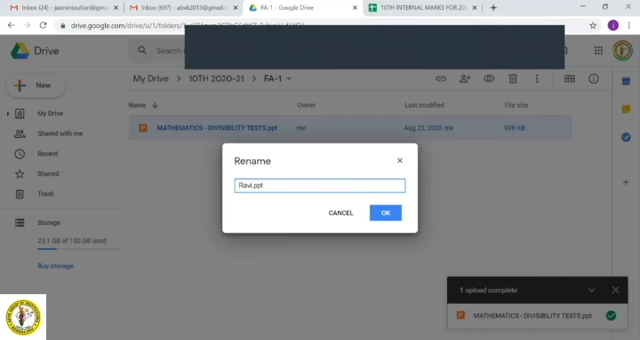 Inbox (24) - jasminiputtari@gma
Inbox (697) - abvk2013@gmail.
FA-1 - Google Drive
10TH INTERNAL MARKS FOR 20
drive.google.com/drive/u/1/folders/
Drive
Search
New
My Drive
Shared with me
Recent
Starred
Trash
Storage
23.1 GB of 100 GB used
Buy storage
My Drive > 10TH 2020-21 > FA-1
Name
Owner
Last modified
File size
MATHEMATICS - DIVISIBILITY TESTS.ppt
me
Aug 23, 2020 me
988 KB
Rename
Ravi.ppt
CANCEL
OK
1 upload complete
MATHEMATICS - DIVISIBILITY TESTS.ppt